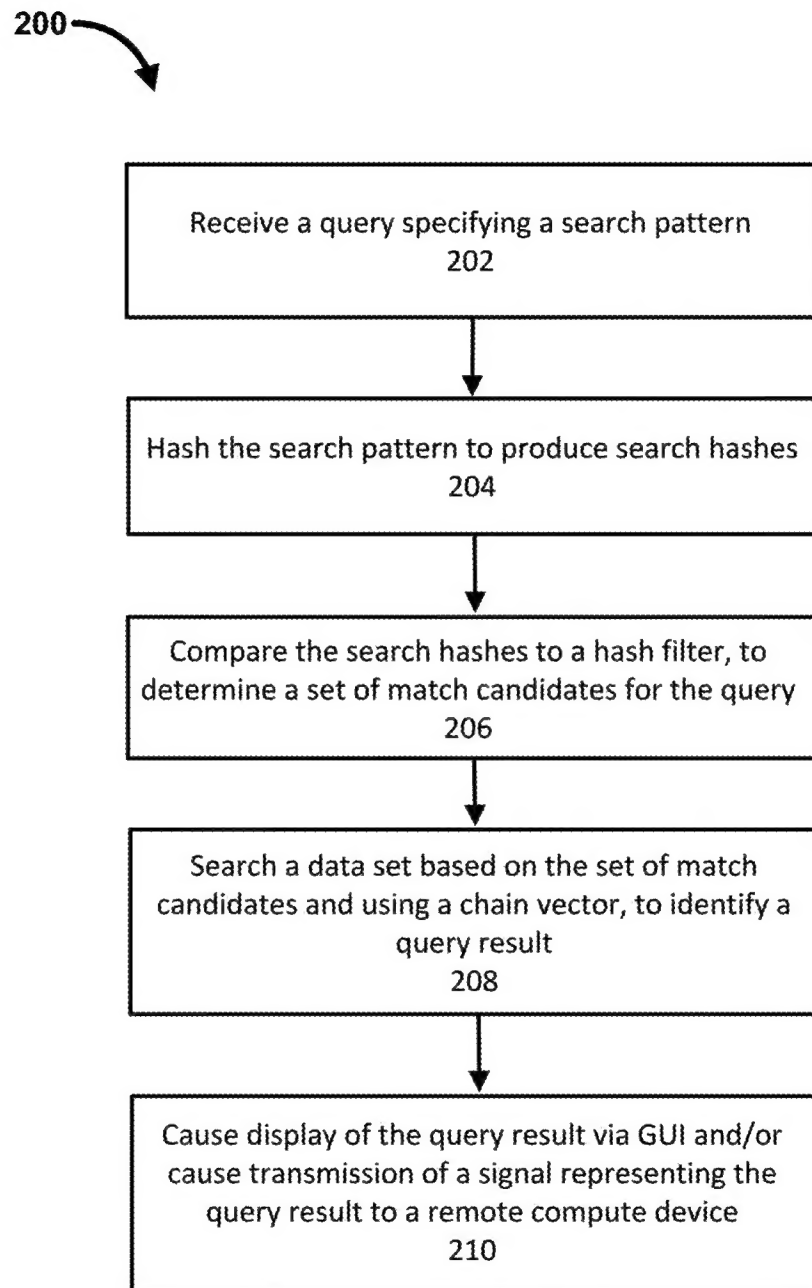 200
Receive a query specifying a search pattern
202
Hash the search pattern to produce search hashes
204
Compare the search hashes to a hash filter, to
determine a set of match candidates for the query
206
Search a data set based on the set of match
candidates and using a chain vector, to identify a
query result
208
Cause display of the query result via GUI and/or
cause transmission of a signal representing the
query result to a remote compute device
210